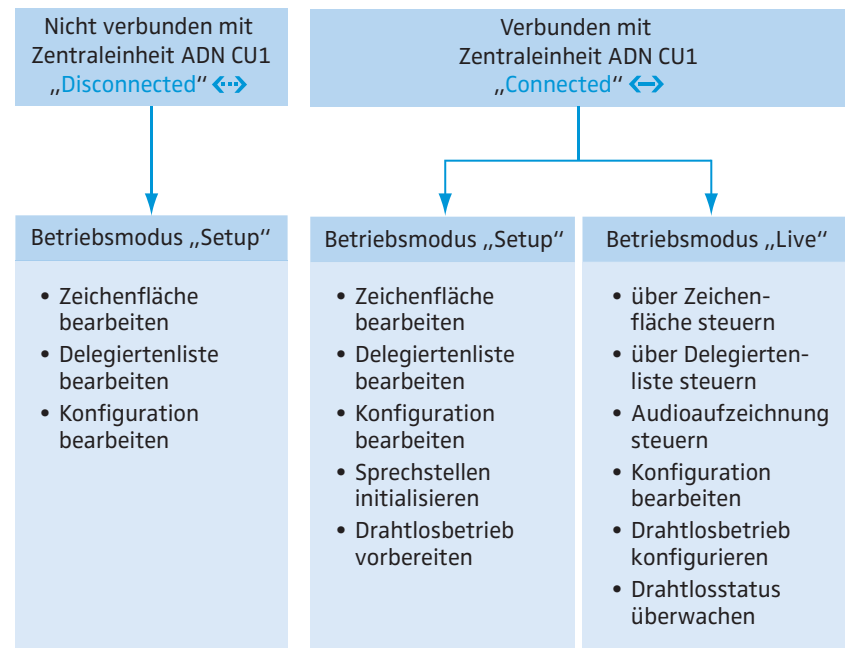 Nicht verbunden mit
Zentraleinheit ADN CU1
„Disconnected“
Verbunden mit
Zentraleinheit ADN CU1
„Connected“
Betriebsmodus „Setup“
• Zeichenfläche
bearbeiten
• Delegiertenliste
bearbeiten
• Konfiguration
bearbeiten
Betriebsmodus „Setup“
• Zeichenfläche
bearbeiten
• Delegiertenliste
bearbeiten
• Konfiguration
bearbeiten
• Sprechstellen
initialisieren
• Drahtlosbetrieb
vorbereiten
Betriebsmodus „Live“
• über Zeichen-
fläche steuern
• über Delegierten-
liste steuern
• Audioaufzeichnung
steuern
• Konfiguration
bearbeiten
• Drahtlosbetrieb
konfigurieren
• Drahtlosstatus
überwachen